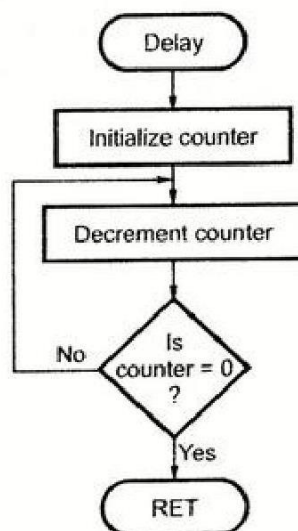 Delay
Initialize counter
Decrement counter
Is
counter = 0
?
No
Yes
RET